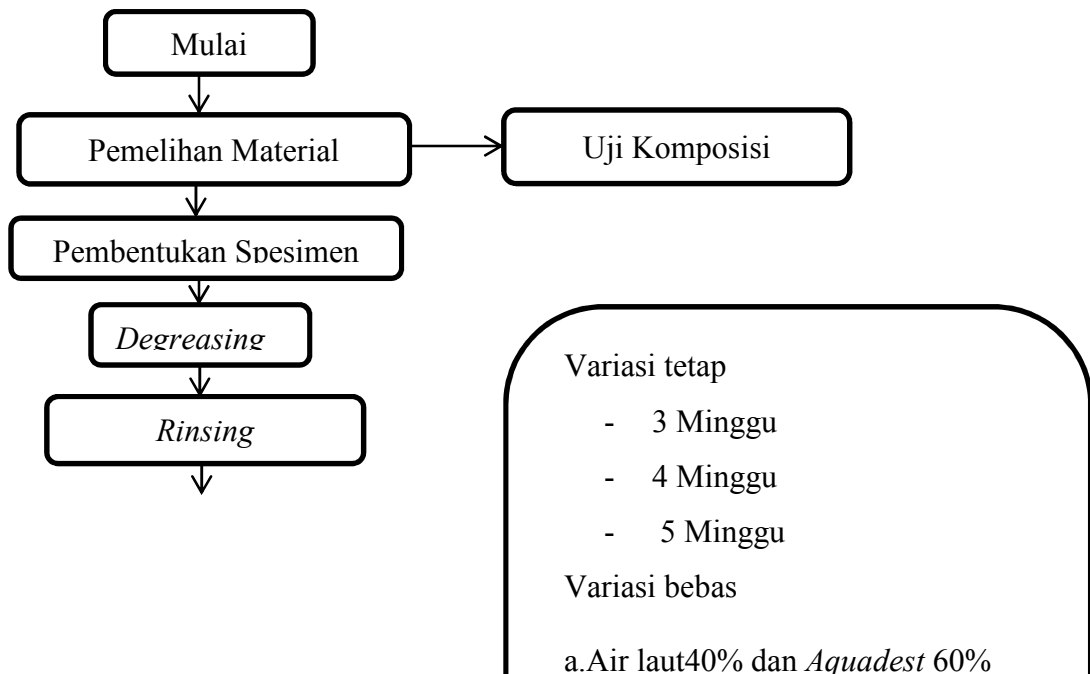 Mulai
Pemelihan Material
Uji Komposisi
Pembentukan Spesimen
Degreasing
Rinsing
Variasi tetap
- 3 Minggu
- 4 Minggu
- 5 Minggu
Variasi bebas
a.Air laut40% dan Aquadest 60%